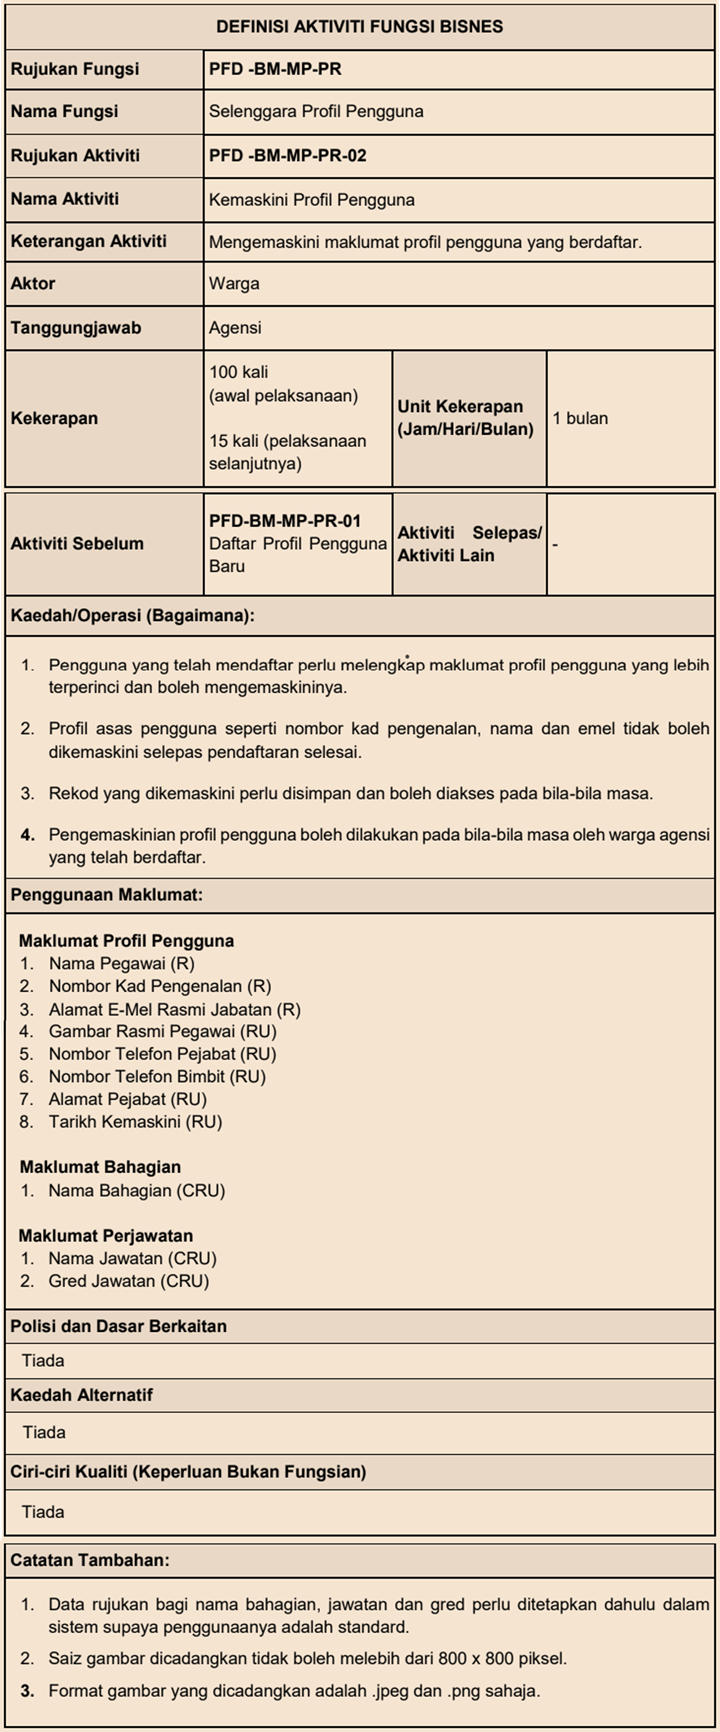 DEFINISI AKTIVITI FUNGSI BISNES
Rujukan Fungsi
PFD -BM-MP-PR
Nama Fungsi
Selenggara Profil Pengguna
Rujukan Aktiviti
PFD -BM-MP-PR-02
Nama Aktiviti
Kemaskini Profil Pengguna
Keterangan Aktiviti
Mengemaskini maklumat profil pengguna yang berdaftar.
Aktor
Warga
Tanggungjawab
Agensi
Kekerapan
100 kali
(awal pelaksanaan)
15 kali (pelaksanaan
selanjutnya)
Unit Kekerapan
(Jam/Hari/Bulan)
1 bulan
Aktiviti Sebelum
PFD-BM-MP-PR-01
Daftar Profil Pengguna
Baru
Aktiviti Selepas/
Aktiviti Lain
-
Kaedah/Operasi (Bagaimana):
1. Pengguna yang telah mendaftar perlu melengkap maklumat profil pengguna yang lebih
terperinci dan boleh mengemaskininya.
2. Profil asas pengguna seperti nombor kad pengenalan, nama dan emel tidak boleh
dikemaskini selepas pendaftaran selesai.
3. Rekod yang dikemaskini perlu disimpan dan boleh diakses pada bila-bila masa.
4. Pengemaskinian profil pengguna boleh dilakukan pada bila-bila masa oleh warga agensi
yang telah berdaftar.
Penggunaan Maklumat:
Maklumat Profil Pengguna
1. Nama Pegawai (R)
2. Nombor Kad Pengenalan (R)
3. Alamat E-Mel Rasmi Jabatan (R)
4. Gambar Rasmi Pegawai (RU)
5. Nombor Telefon Pejabat (RU)
6. Nombor Telefon Bimbit (RU)
7. Alamat Pejabat (RU)
8. Tarikh Kemaskini (RU)
Maklumat Bahagian
1. Nama Bahagian (CRU)
Maklumat Perjawatan
1. Nama Jawatan (CRU)
2. Gred Jawatan (CRU)
Polisi dan Dasar Berkaitan
Tiada
Kaedah Alternatif
Tiada
Ciri-ciri Kualiti (Keperluan Bukan Fungsian)
Tiada
Catatan Tambahan:
1. Data rujukan bagi nama bahagian, jawatan dan gred perlu ditetapkan dahulu dalam
sistem supaya penggunaanya adalah standard.
2. Saiz gambar dicadangkan tidak boleh melebih dari 800 x 800 piksel.
3. Format gambar yang dicadangkan adalah .jpeg dan .png sahaja.